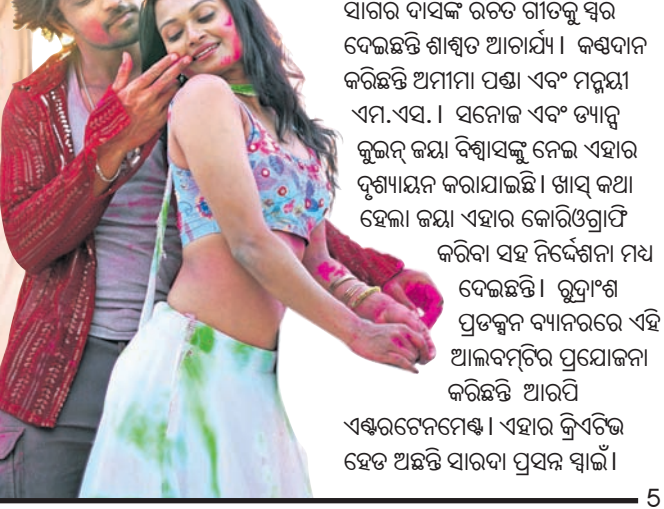 ସାଗର ଦାସଙ୍କ ରଚିତ ଗୀତକୁ ସ୍ୱର
ଦେଇଛନ୍ତି ଶାଶ୍ୱତ ଆଚାର୍ଯ୍ୟ। କଣ୍ଠଦାନ
କରିଛନ୍ତି ଅମୀମା ପଣ୍ଡା ଏବଂ ମନ୍ମୟୀ
ଏମ.ଏସ.। ସନୋଜ ଏବଂ ଡ୍ୟାନ୍ସ
କୁଇନ୍ ଜୟା ବିଶ୍ୱାସଙ୍କୁ ନେଇ ଏହାର
ଦୃଶ୍ୟାୟନ କରାଯାଇଛି। ଖାସ୍ କଥା
ହେଲା ଜୟା ଏହାର କୋରିଓଗ୍ରାଫି
କରିବା ସହ ନିର୍ଦ୍ଦେଶନା ମଧ୍ୟ
ଦେଇଛନ୍ତି। ରୁଦ୍ରାଂଶ
ପ୍ରଡକ୍ସନ ବ୍ୟାନରରେ ଏହି
ଆଲବମ୍‌ଟିର ପ୍ରଯୋଜନା
କରିଛନ୍ତି ଆରପି
ଏଣ୍ଟରଟେନମେଣ୍ଟ। ଏହାର କ୍ରିଏଟିଭ
ହେଡ ଅଛନ୍ତି ସାରଦା ପ୍ରସନ୍ନ ସ୍ୱାଇଁ।
5